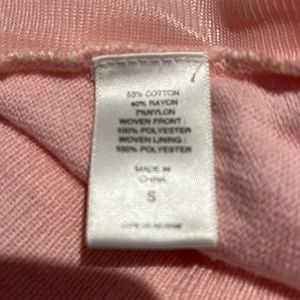 53% COTTON
40% RAYON
7%NYLON
WOVEN FRONT :
100% POLYESTER
WOVEN LINING :
100% POLYESTER
MADE IN
CHINA
S